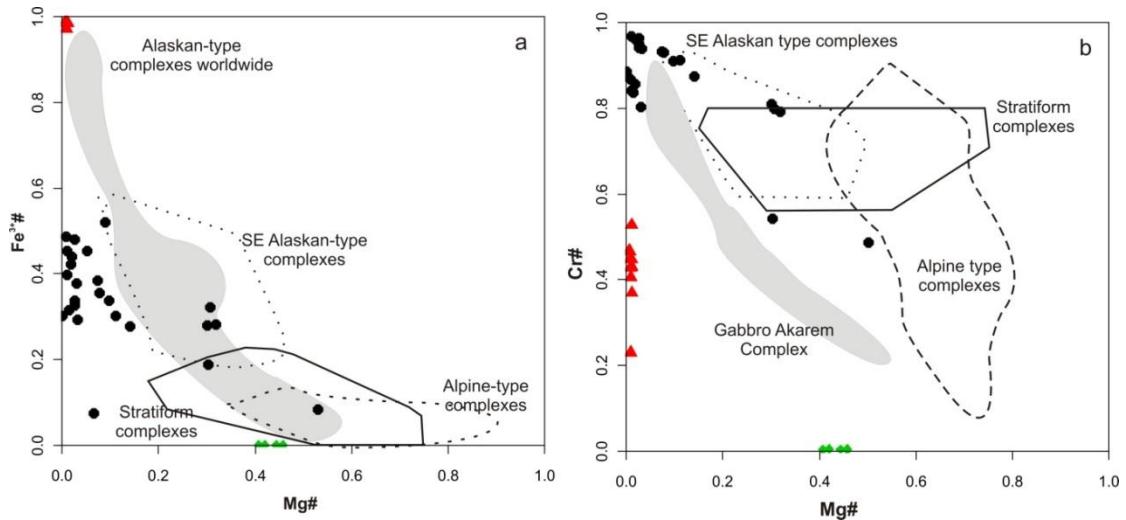 a
1.0
0.8
0.6
0.4
0.2
0.0
Fe³⁺#
Alaskan-type
complexes worldwide
SE Alaskan-type
complexes
Alpine-type
complexes
Stratiform
complexes
0.0 0.2 0.4 0.6 0.8 1.0
Mg#
b
1.0
0.8
0.6
0.4
0.2
0.0
Cr#
SE Alaskan type complexes
Stratiform
complexes
Alpine type
complexes
Gabbro Akarem
Complex
0.0 0.2 0.4 0.6 0.8 1.0
Mg#